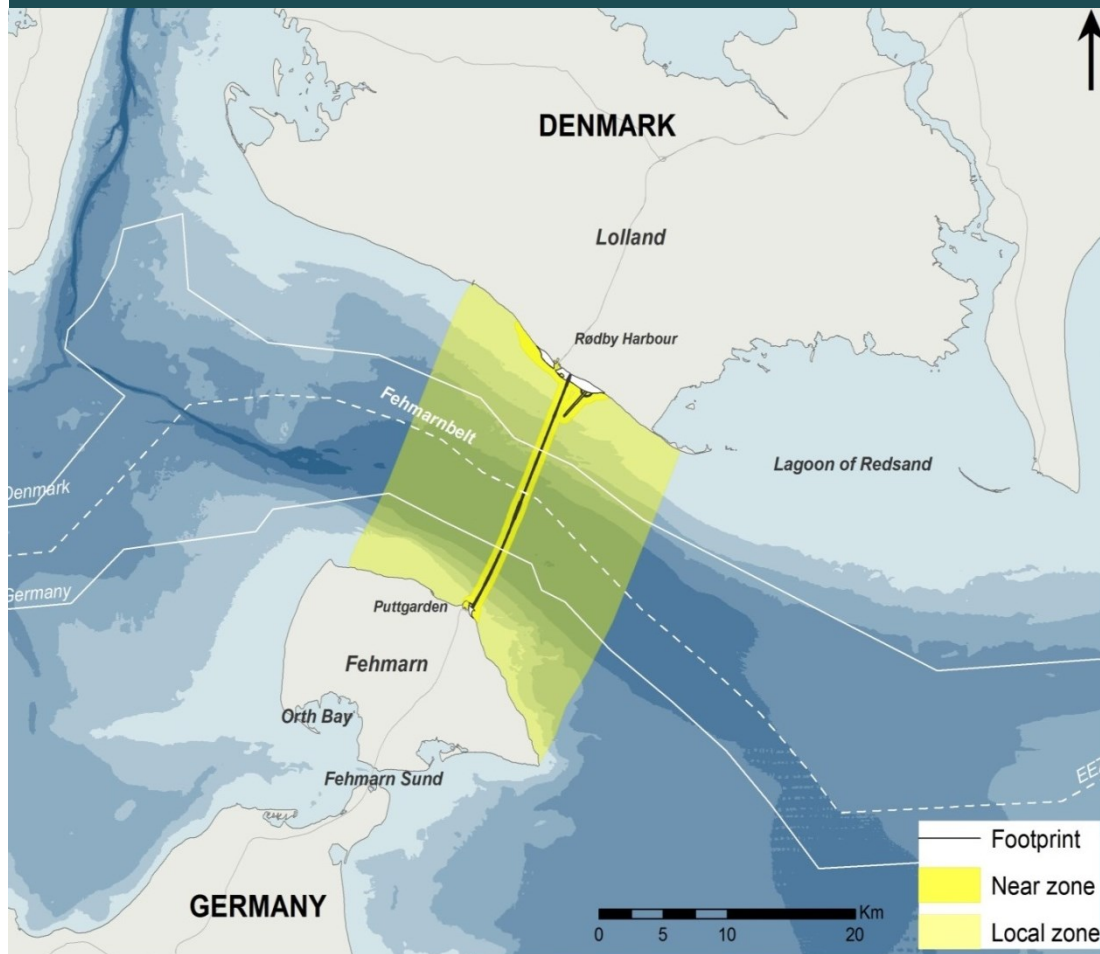 DENMARK
Lolland
Rødby Harbour
Fehmarnbelt
Lagoon of Redsand
Denmark
Germany
Puttgarden
Fehmarn
Orth Bay
Fehmarn Sund
EEZ
GERMANY
Km
0 5 10 20
Footprint
Near zone
Local zone